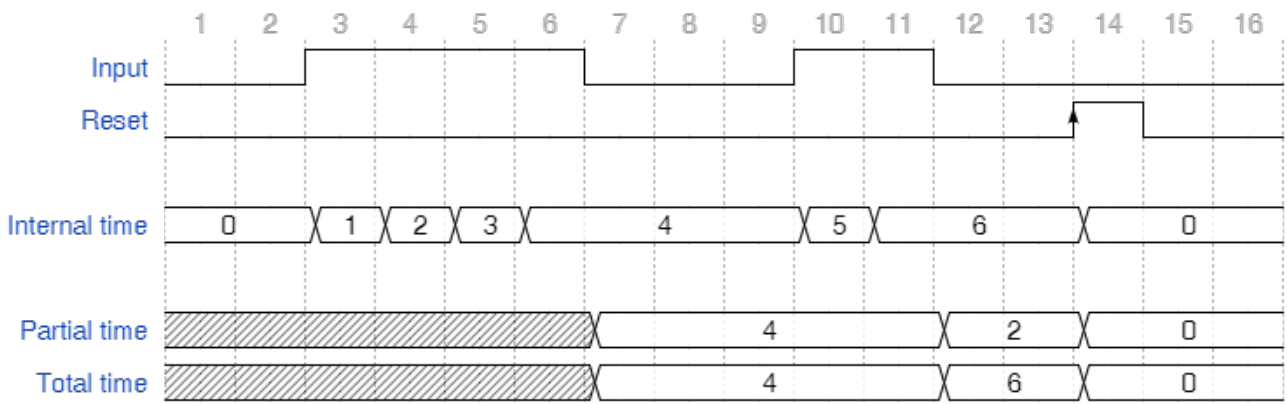 1 2 3 4 5 6 7 8 9 10 11 12 13 14 15 16
Input
Reset
Internal time 0 1 2 3 4 5 6 0
Partial time 4 2 0
Total time 4 6 0